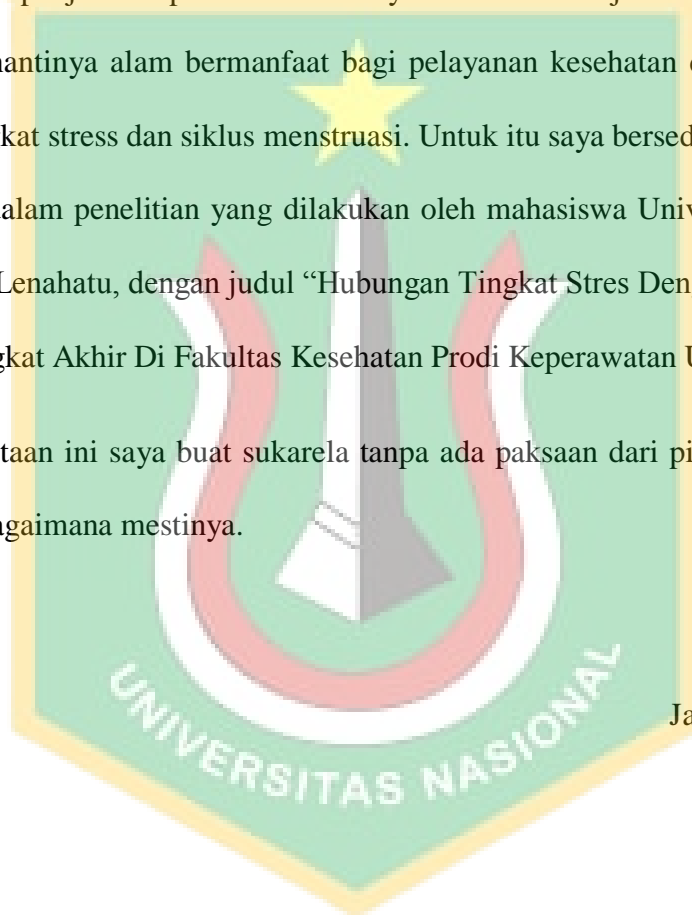 nantinya alam bermanfaat bagi pelayanan kesehatan
kat stress dan siklus menstruasi. Untuk itu saya bersed
dalam penelitian yang dilakukan oleh mahasiswa Univ
Lenahatu, dengan judul “Hubungan Tingkat Stres Den
gkat Akhir Di Fakultas Kesehatan Prodi Keperawatan U
taan ini saya buat sukarela tanpa ada paksaan dari pi
agaimana mestinya.
Ja
UNIVERSITAS NASIONAL